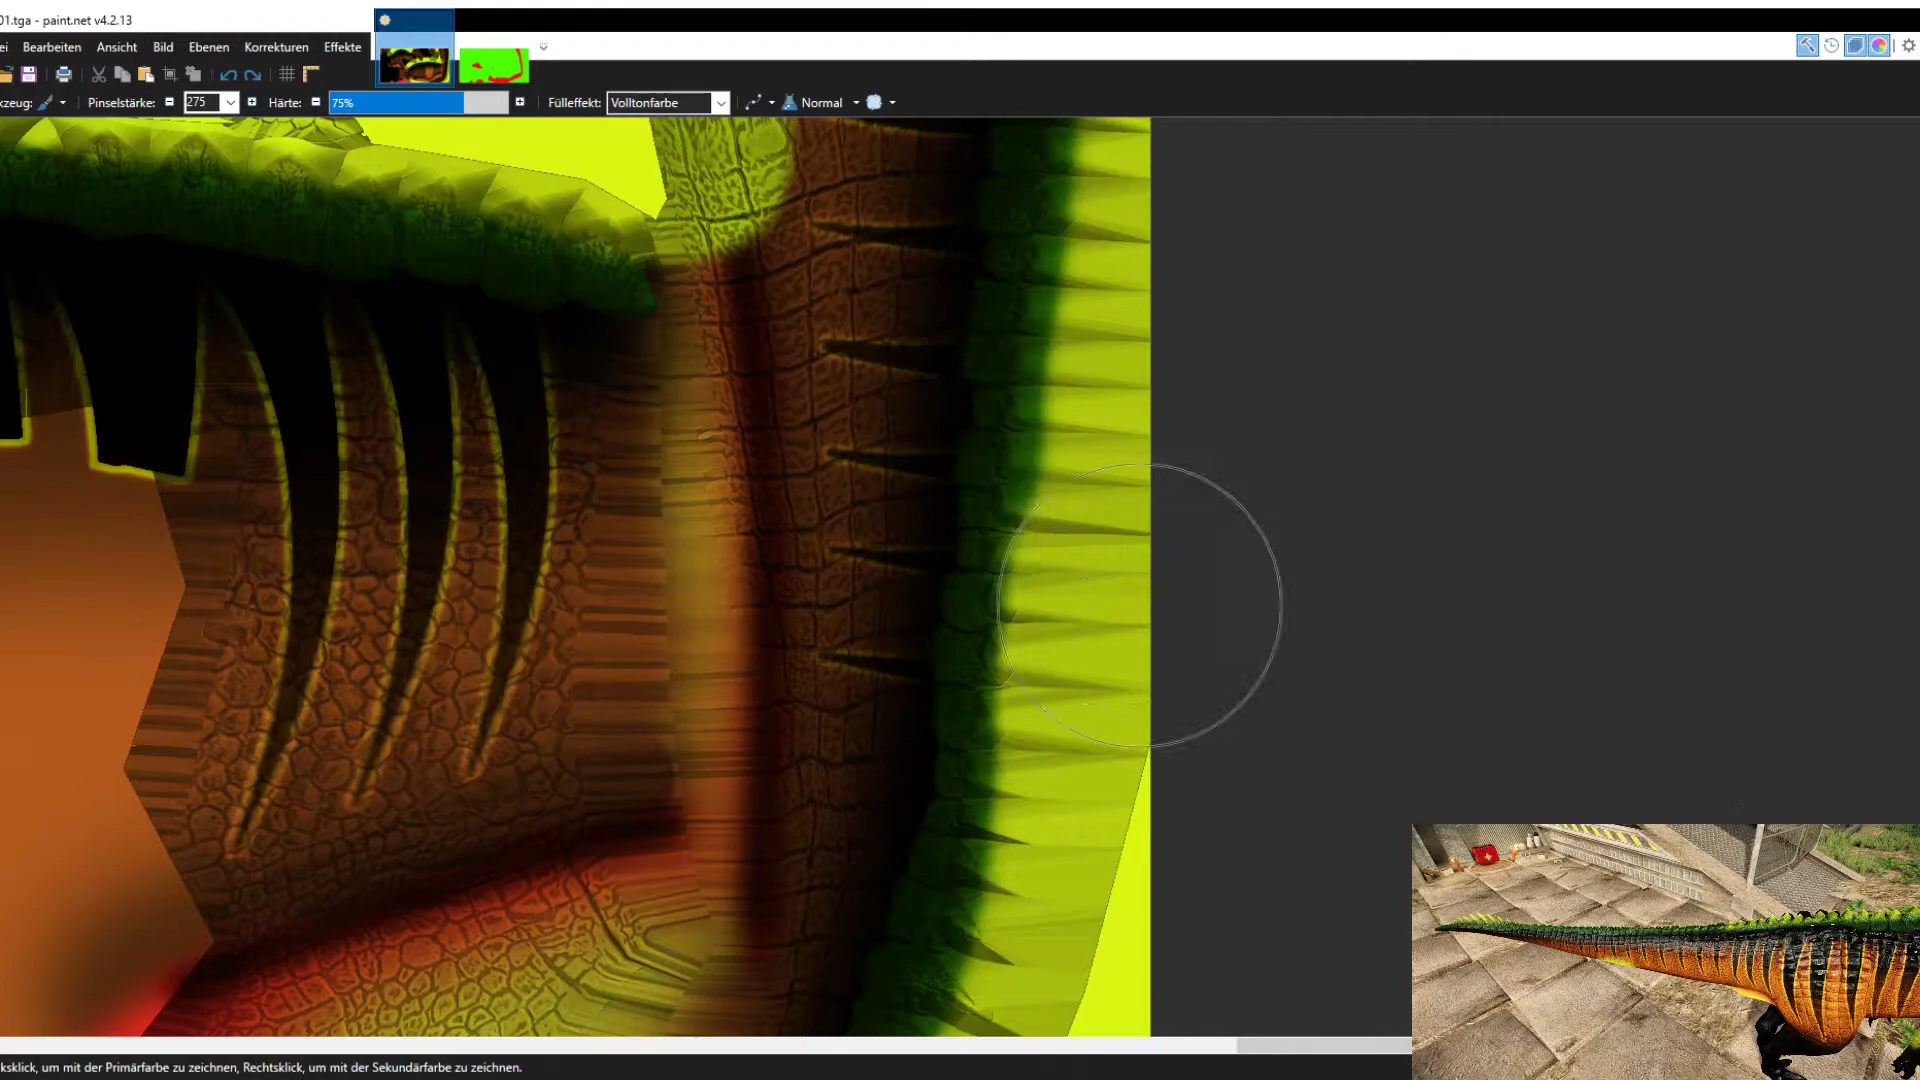 01.tga - paint.net v4.2.13
ei Bearbeiten Ansicht Bild Ebenen Korrekturen Effekte
kzeug: Pinselstärke: 275 Härte: 75% Fülleffekt: Volltonfarbe Normal
ksklick, um mit der Primärfarbe zu zeichnen, Rechtsklick, um mit der Sekundärfarbe zu zeichnen.